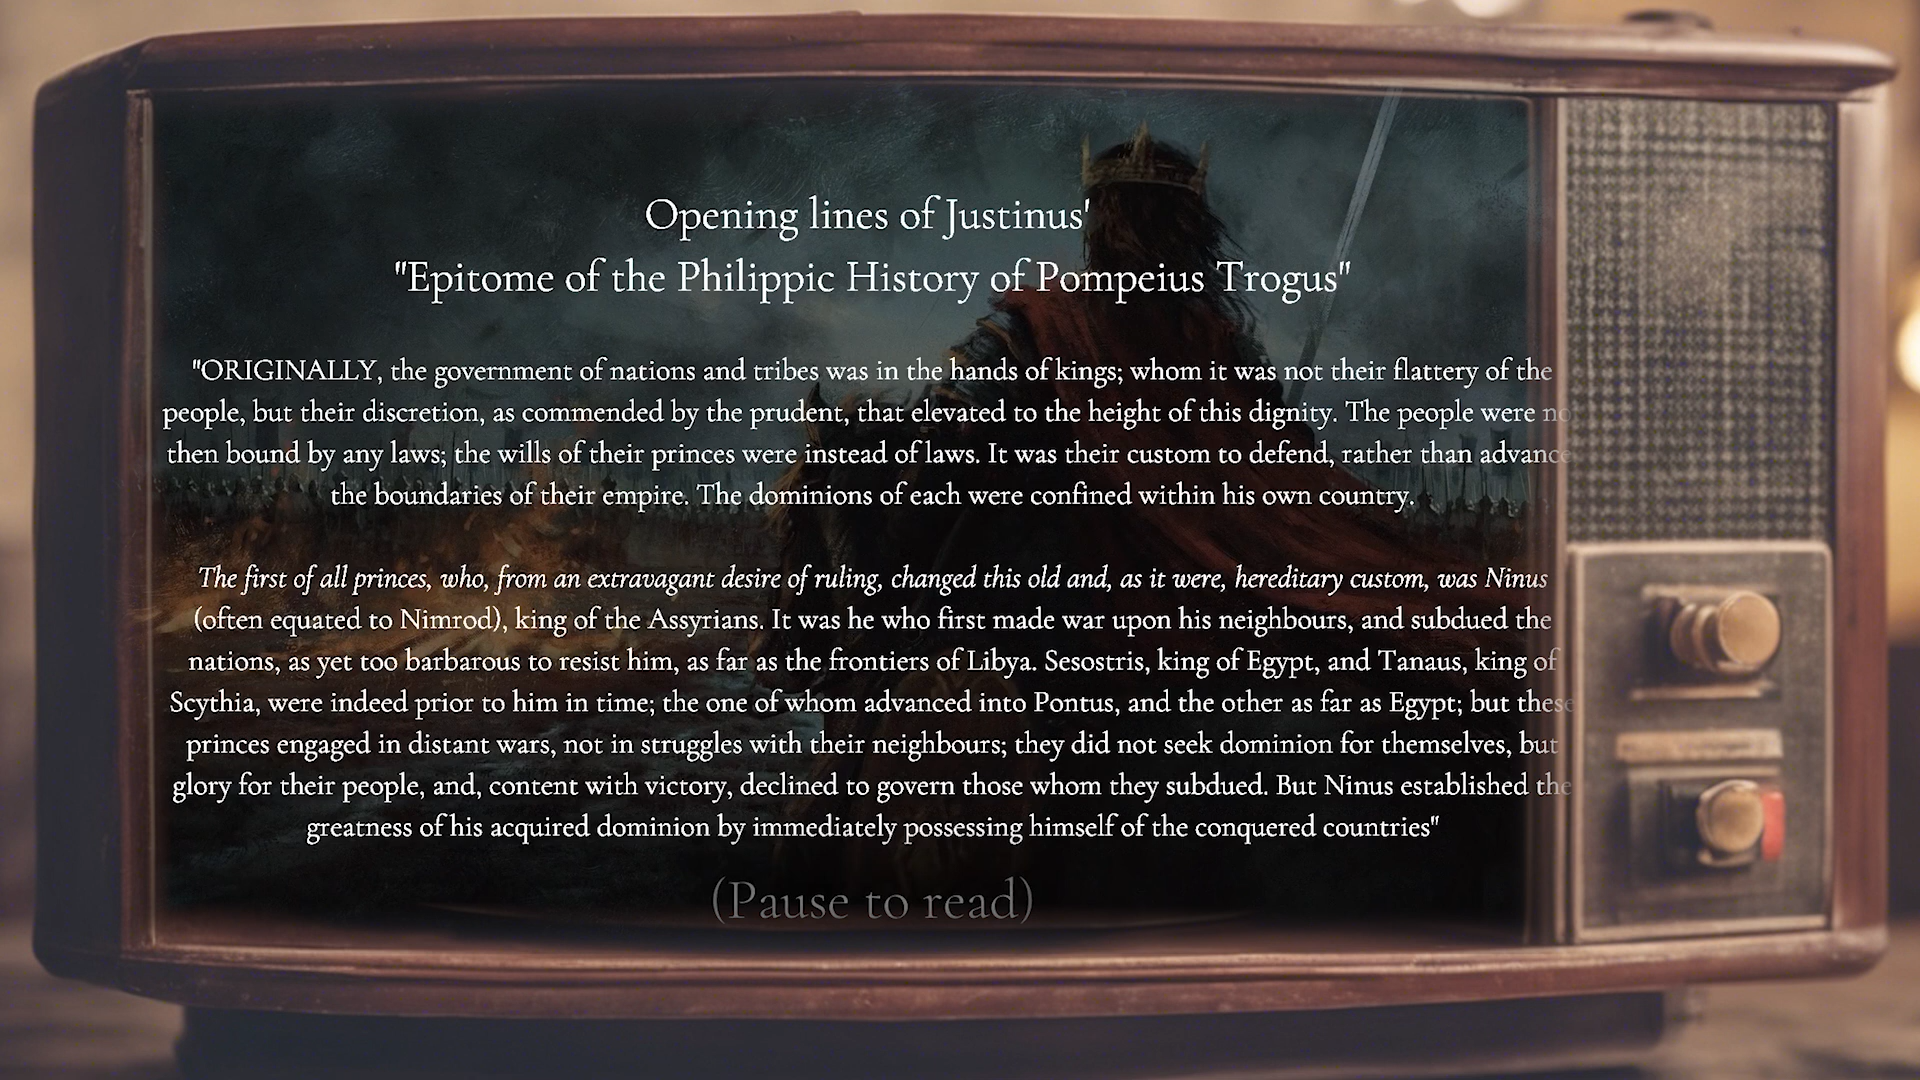 Opening lines of Justinus'
"Epitome of the Philippic History of Pompeius Trogus"
"ORIGINALLY, the government of nations and tribes was in the hands of kings; whom it was not their flattery of the
people, but their discretion, as commended by the prudent, that elevated to the height of this dignity. The people were no
then bound by any laws; the wills of their princes were instead of laws. It was their custom to defend, rather than advance
the boundaries of their empire. The dominions of each were confined within his own country.
The first of all princes, who, from an extravagant desire of ruling, changed this old and, as it were, hereditary custom, was Ninus
(often equated to Nimrod), king of the Assyrians. It was he who first made war upon his neighbours, and subdued the
nations, as yet too barbarous to resist him, as far as the frontiers of Libya. Sesostris, king of Egypt, and Tanaus, king of
Scythia, were indeed prior to him in time; the one of whom advanced into Pontus, and the other as far as Egypt; but these
princes engaged in distant wars, not in struggles with their neighbours; they did not seek dominion for themselves, but
glory for their people, and, content with victory, declined to govern those whom they subdued. But Ninus established the
greatness of his acquired dominion by immediately possessing himself of the conquered countries"
(Pause to read)